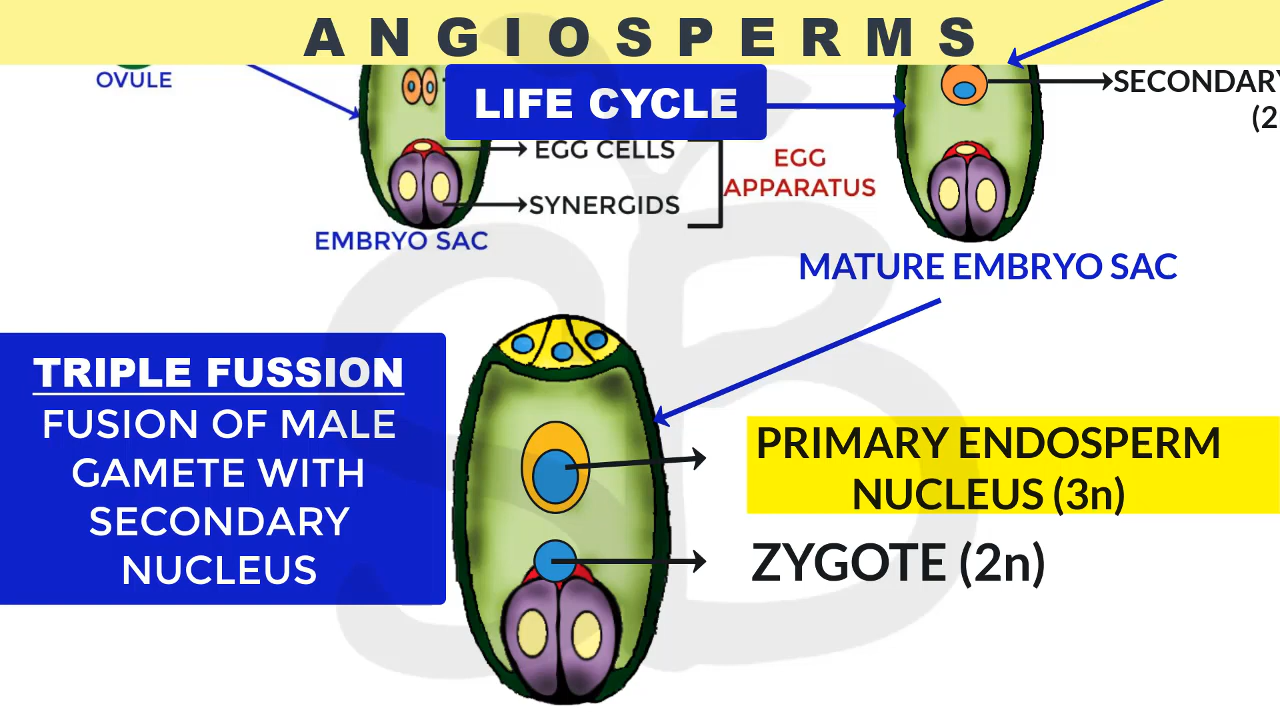 ANGIOSPERMS
OVULE
LIFE CYCLE
SECONDARY
(2
EGG CELLS
EGG
APPARATUS
SYNERGIDS
EMBRYO SAC
MATURE EMBRYO SAC
TRIPLE FUSSION
FUSION OF MALE
GAMETE WITH
SECONDARY
NUCLEUS
PRIMARY ENDOSPERM
NUCLEUS (3n)
ZYGOTE (2n)